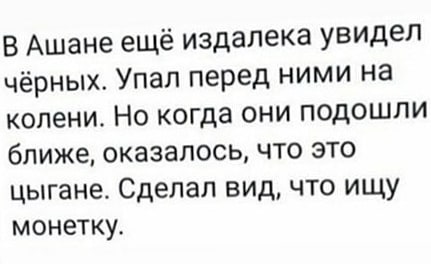 В Ашане ещё издалека увидел
чёрных. Упал перед ними на
колени. Но когда они подошли
ближе, оказалось, что это
цыгане. Сделал вид, что ищу
монетку.